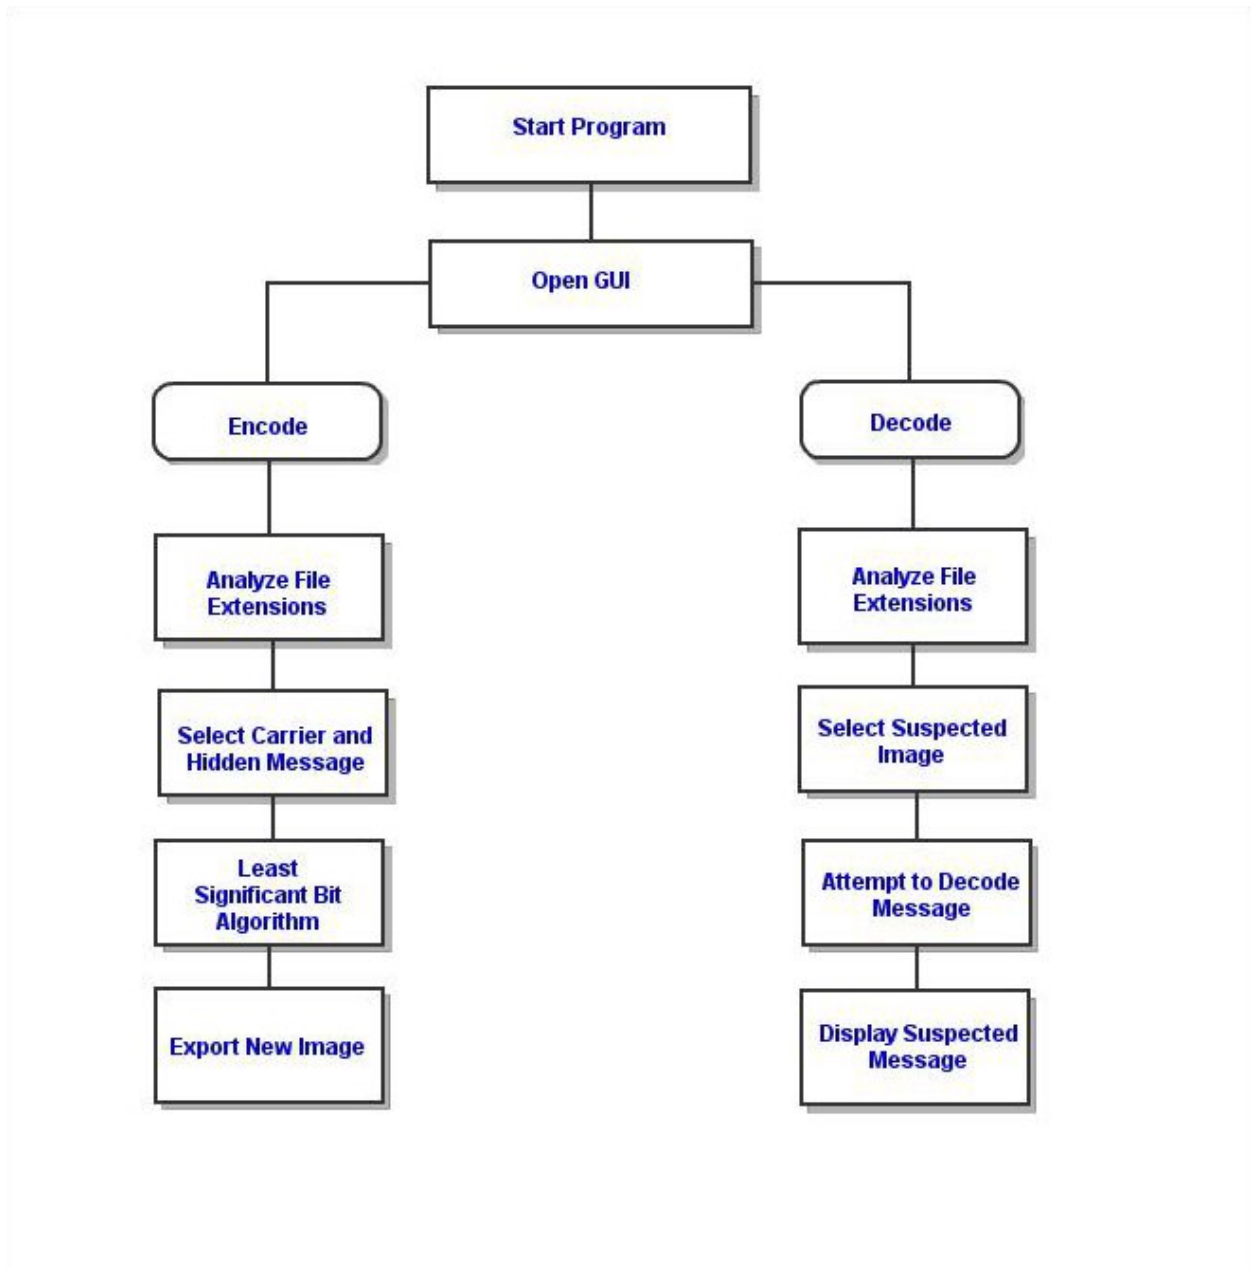 Start Program
Open GUI
Encode
Analyze File
Extensions
Select Carrier and
Hidden Message
Least
Significant Bit
Algorithm
Export New Image
Decode
Analyze File
Extensions
Select Suspected
Image
Attempt to Decode
Message
Display Suspected
Message